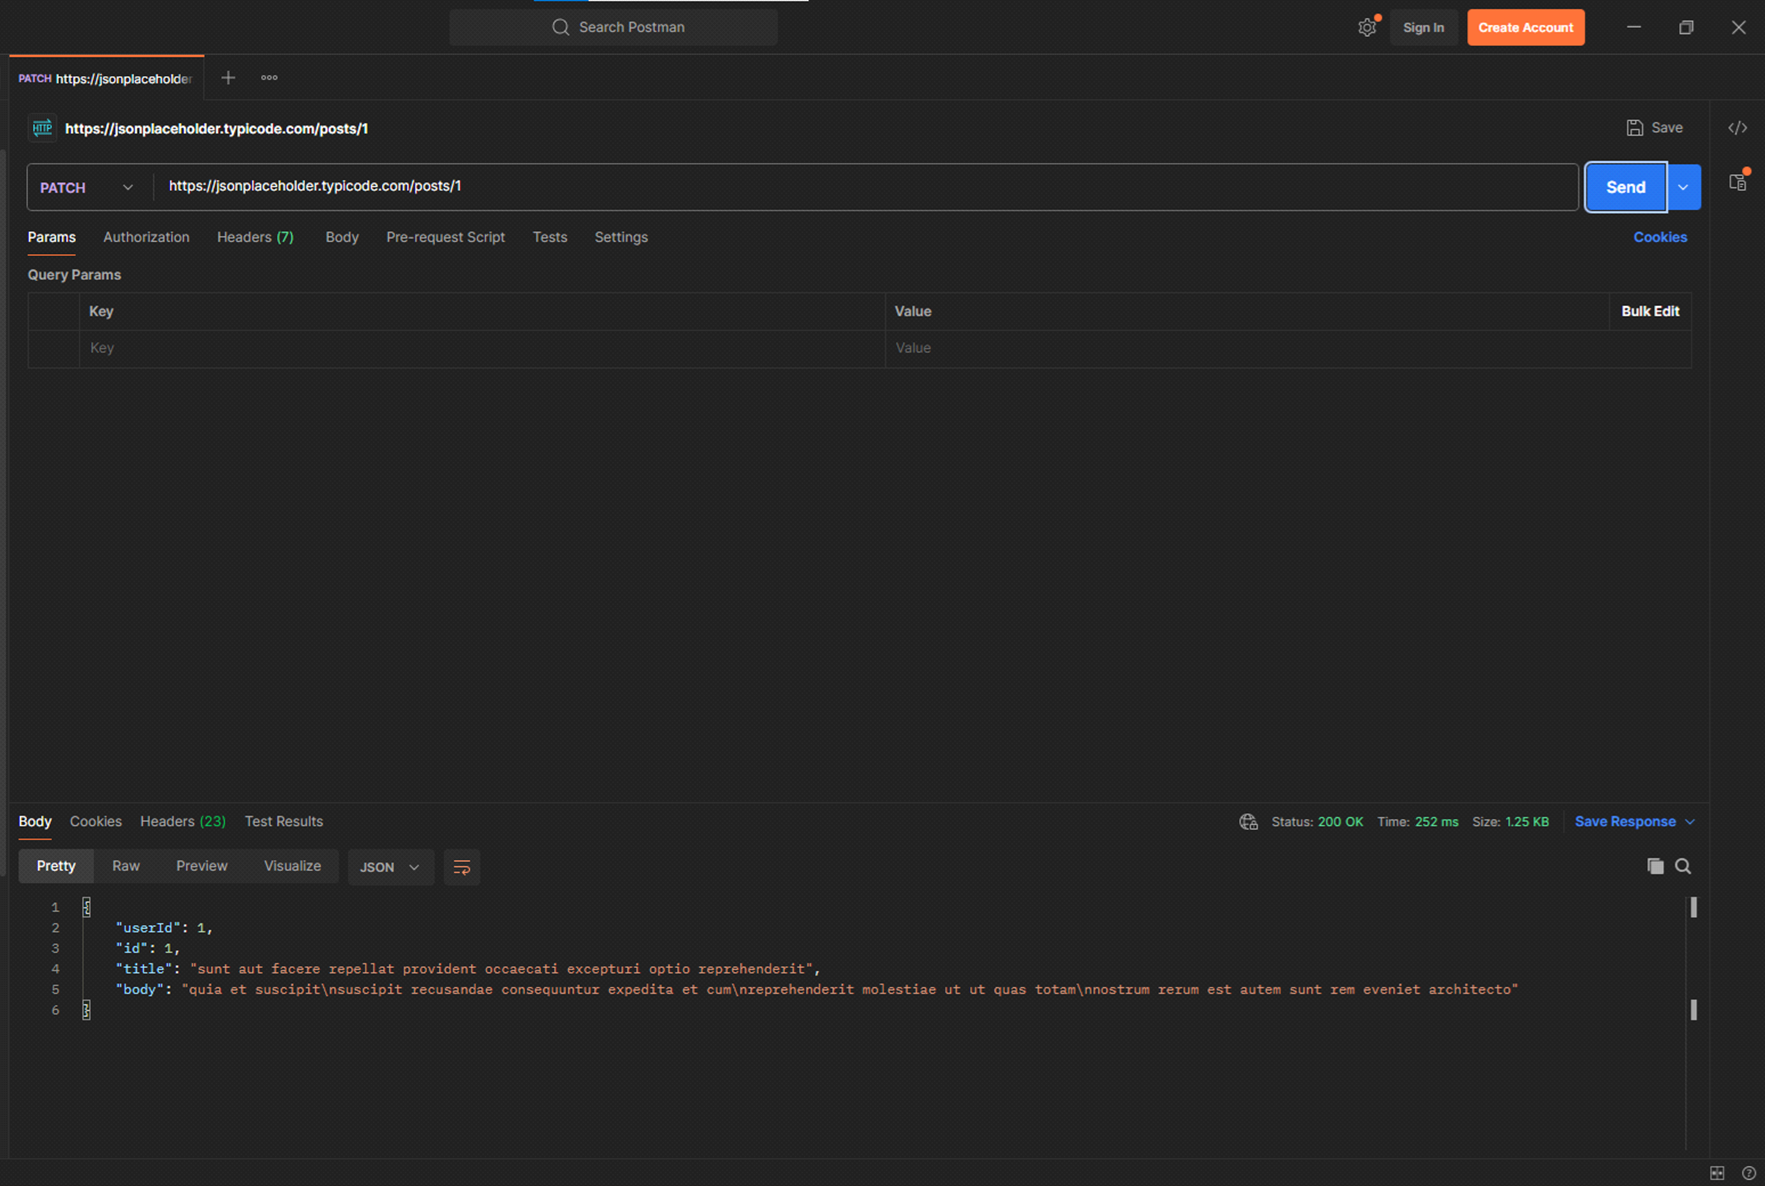 Search Postman
Sign In
Create Account
PATCH https://jsonplaceholder
HTTP https://jsonplaceholder.typicode.com/posts/1
Save
PATCH https://jsonplaceholder.typicode.com/posts/1 Send
Params Authorization Headers (7) Body Pre-request Script Tests Settings Cookies
Query Params
Key Value Bulk Edit
Key Value
Body Cookies Headers (23) Test Results Status: 200 OK Time: 252 ms Size: 1.25 KB Save Response
Pretty Raw Preview Visualize JSON
1 {
2 "userId": 1,
3 "id": 1,
4 "title": "sunt aut facere repellat provident occaecati excepturi optio reprehenderit",
5 "body": "quia et suscipit\nsuscipit recusandae consequuntur expedita et cum\nreprehenderit molestiae ut ut quas totam\nnostrum rerum est autem sunt rem eveniet architecto"
6 }